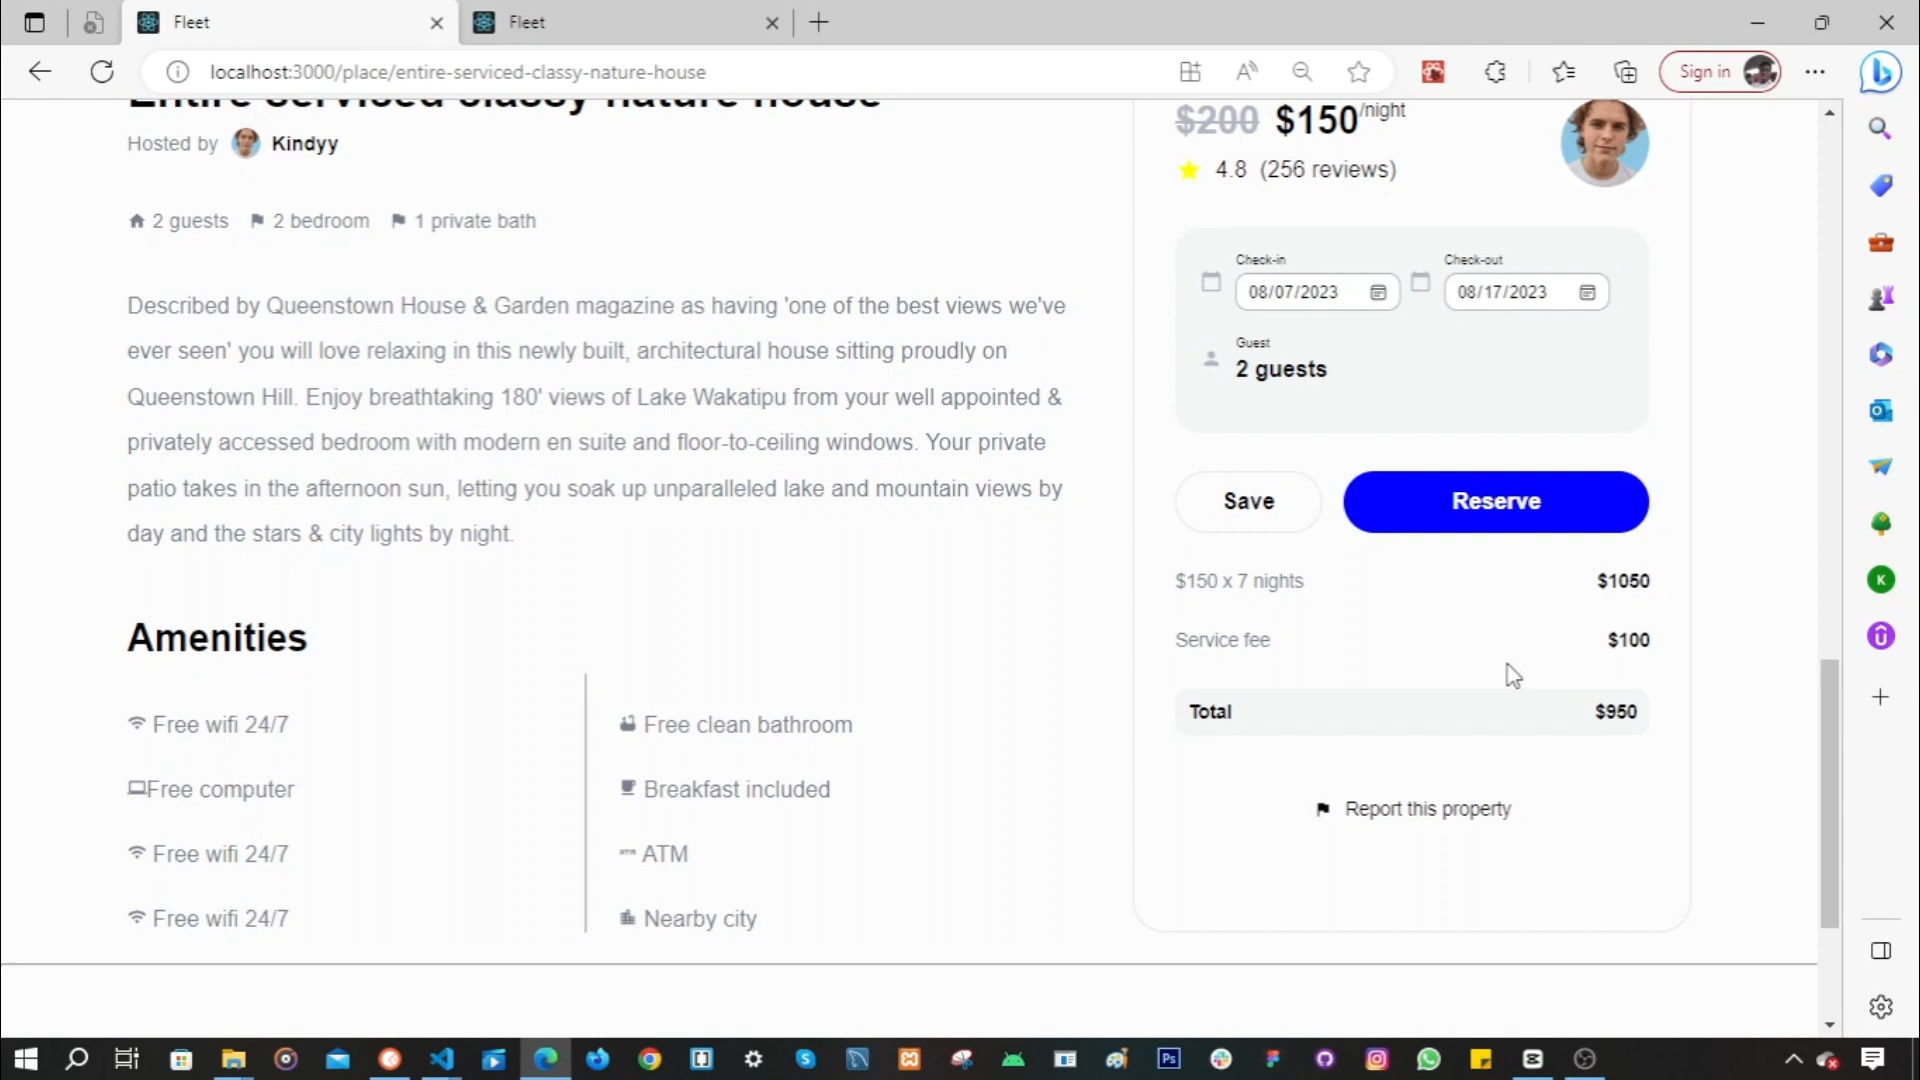 Fleet
Fleet
localhost:3000/place/entire-serviced-classy-nature-house
Sign in
Entire serviced classy nature house
Hosted by Kindyy
2 guests 2 bedroom 1 private bath
Described by Queenstown House & Garden magazine as having 'one of the best views we've
ever seen' you will love relaxing in this newly built, architectural house sitting proudly on
Queenstown Hill. Enjoy breathtaking 180' views of Lake Wakatipu from your well appointed &
privately accessed bedroom with modern en suite and floor-to-ceiling windows. Your private
patio takes in the afternoon sun, letting you soak up unparalleled lake and mountain views by
day and the stars & city lights by night.
Amenities
Free wifi 24/7
Free computer
Free wifi 24/7
Free wifi 24/7
Free clean bathroom
Breakfast included
ATM ATM
Nearby city
$200 $150/night
4.8 (256 reviews)
Check-in
08/07/2023
Check-out
08/17/2023
Guest
2 guests
Save
Reserve
$150 x 7 nights $1050
Service fee $100
Total $950
Report this property
K
Ps